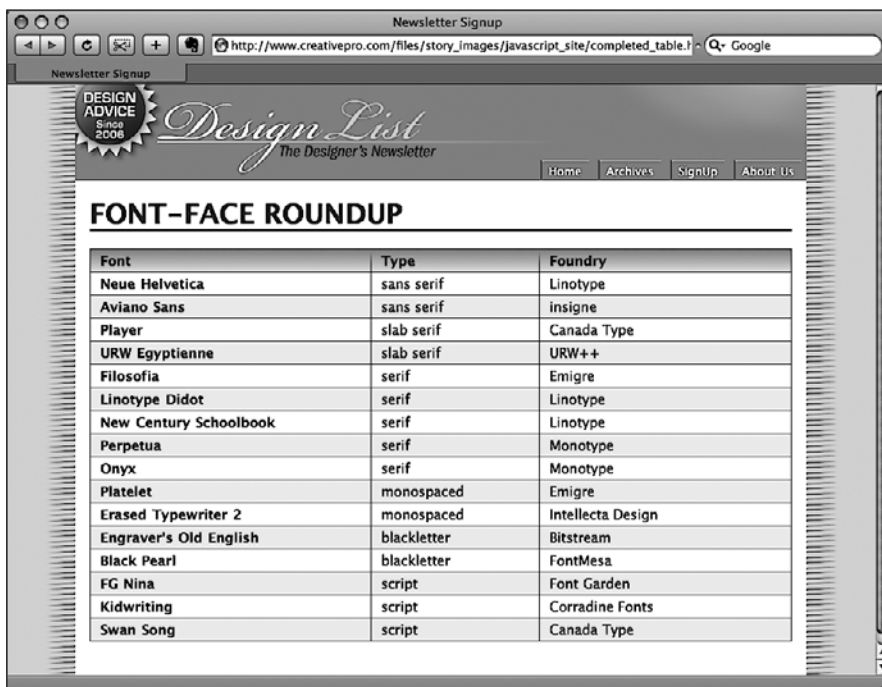 Newsletter Signup
http://www.creativepro.com/files/story_images/javascript_site/completed_table.h
Google
Newsletter Signup
DESIGN
ADVICE
Since
2006
Design List
The Designer's Newsletter
Home Archives SignUp About Us
FONT-FACE ROUNDUP
Font Type Foundry
Neue Helvetica sans serif Linotype
Aviano Sans sans serif insigne
Player slab serif Canada Type
URW Egyptienne slab serif URW++
Filosofia serif Emigre
Linotype Didot serif Linotype
New Century Schoolbook serif Linotype
Perpetua serif Monotype
Onyx serif Monotype
Platelet monospaced Emigre
Erased Typewriter 2 monospaced Intellecta Design
Engraver's Old English blackletter Bitstream
Black Pearl blackletter FontMesa
FG Nina script Font Garden
Kidwriting script Corradine Fonts
Swan Song script Canada Type